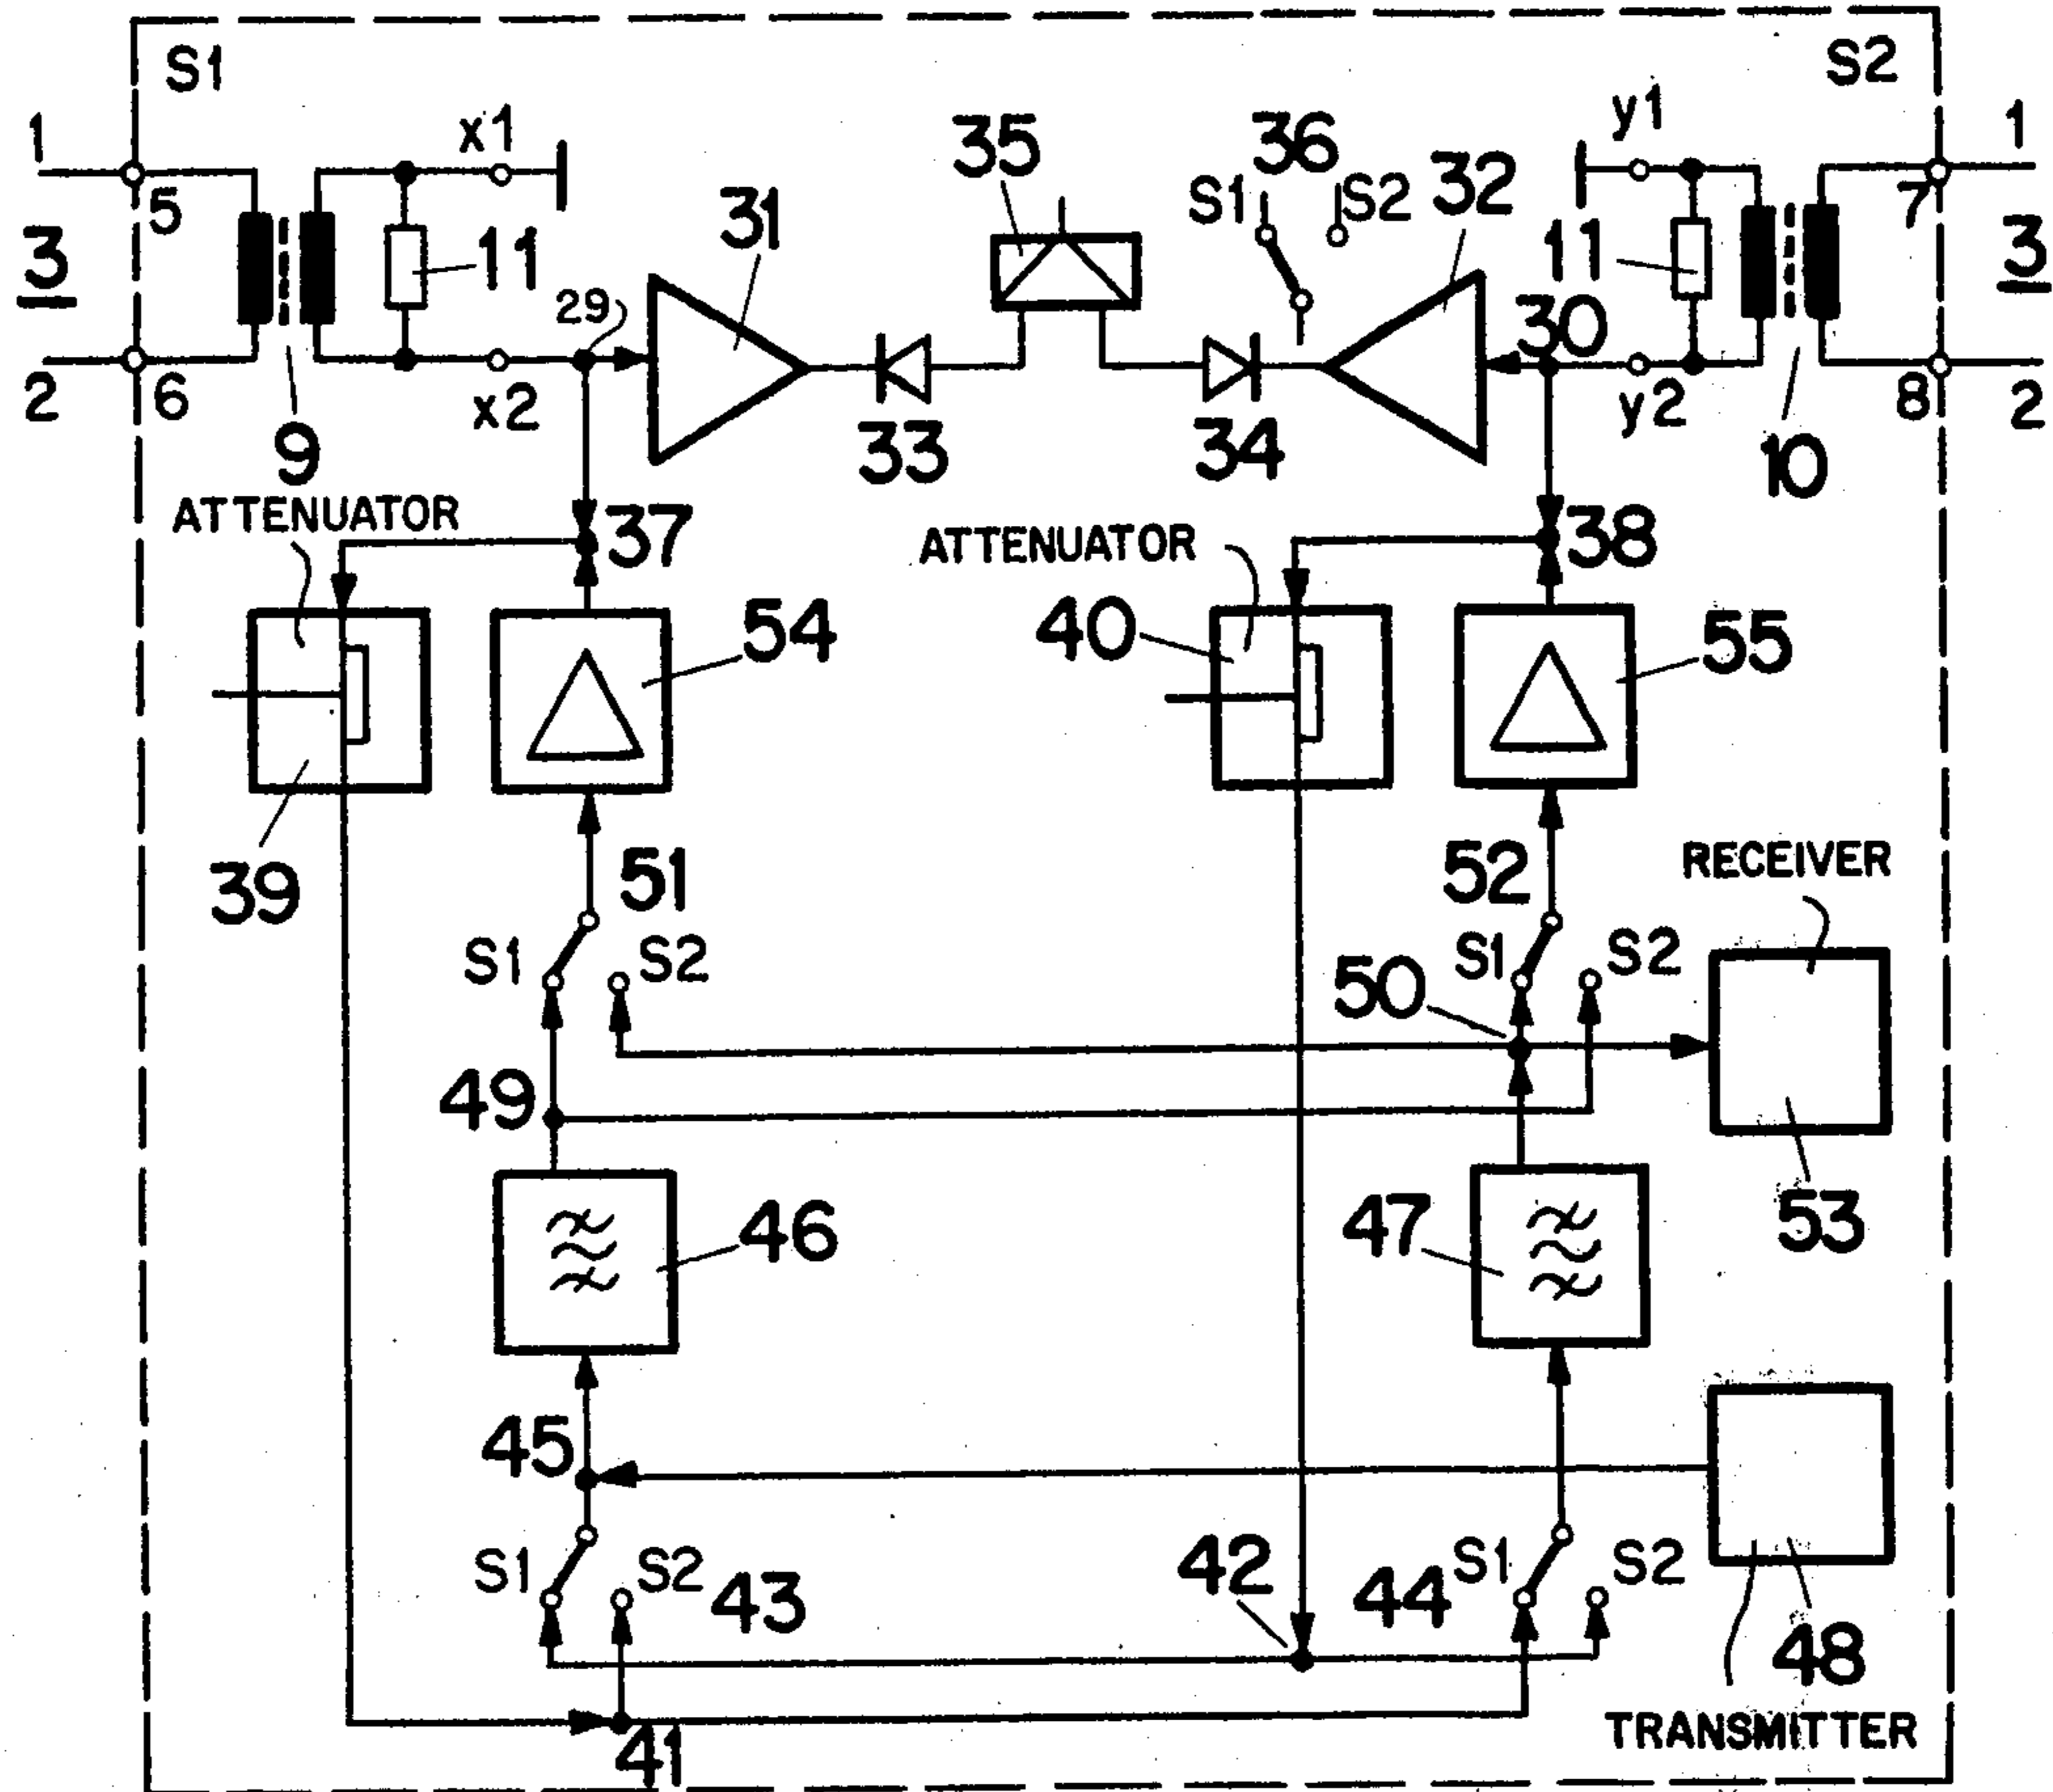 S1
S2
1
x1
35
36
y1
1
5
31
S1
S2
32
7
3
11
11
3
29
30
2
6
x2
33
34
y2
8
2
9
10
ATTENUATOR
37
ATTENUATOR
38
54
40
55
39
51
52
RECEIVER
S1
S2
50
S1
S2
49
46
47
53
45
S1
S2
43
42
44
S1
S2
48
41
TRANSMITTER